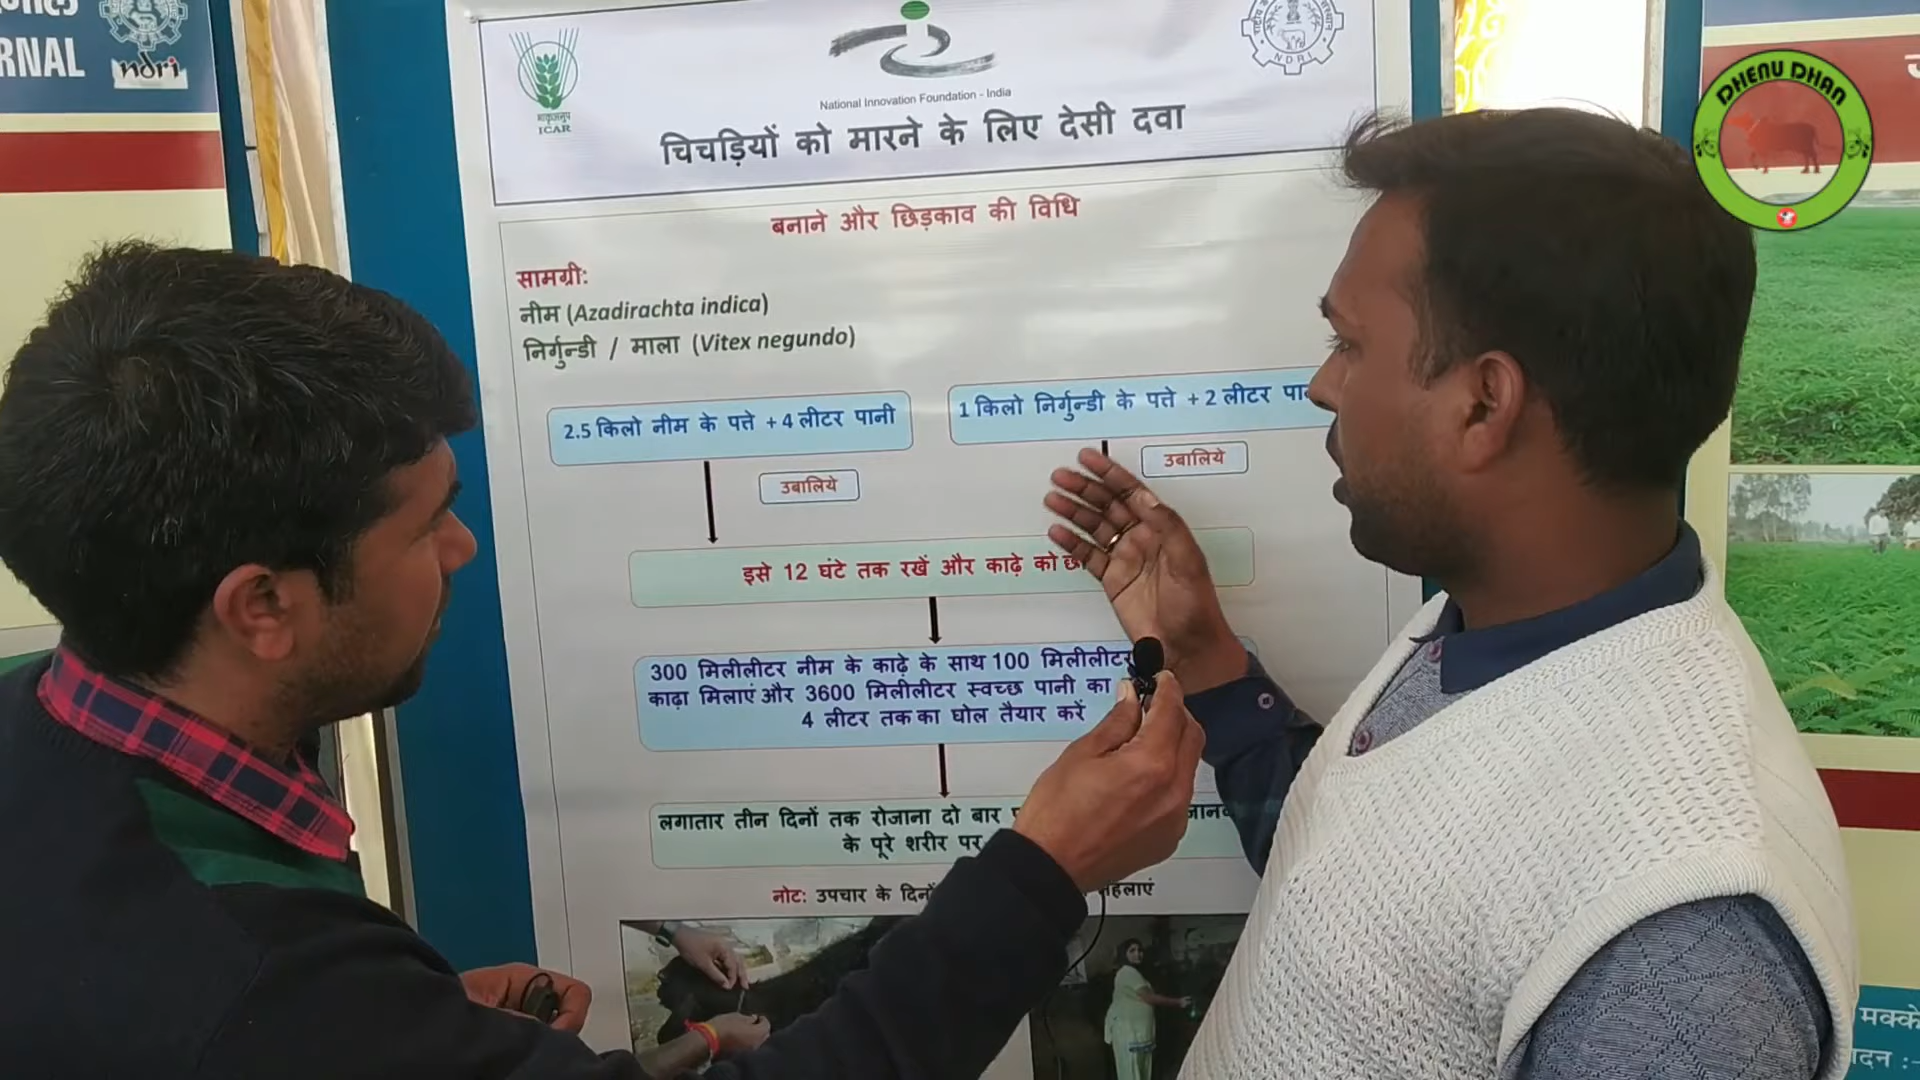 RNAL
ndri
ICAR
National Innovation Foundation - India
NDRI
DHENU DHAN
चिचड़ियों को मारने के लिए देसी दवा
बनाने और छिड़काव की विधि
सामग्री:
नीम (Azadirachta indica)
निर्गुन्डी / माला (Vitex negundo)
2.5 किलो नीम के पत्ते + 4 लीटर पानी
1 किलो निर्गुन्डी के पत्ते + 2 लीटर
उबालिये
उबालिये
इसे 12 घंटे तक रखें और काढ़े को
300 मिलीलीटर नीम के काढ़े के साथ 100 मिलीलीटर
काढ़ा मिलाएं और 3600 मिलीलीटर स्वच्छ पानी का
4 लीटर तक का घोल तैयार करें
लगातार तीन दिनों तक रोजाना दो बार
के पूरे शरीर पर
नोट: उपचार के
मक्के